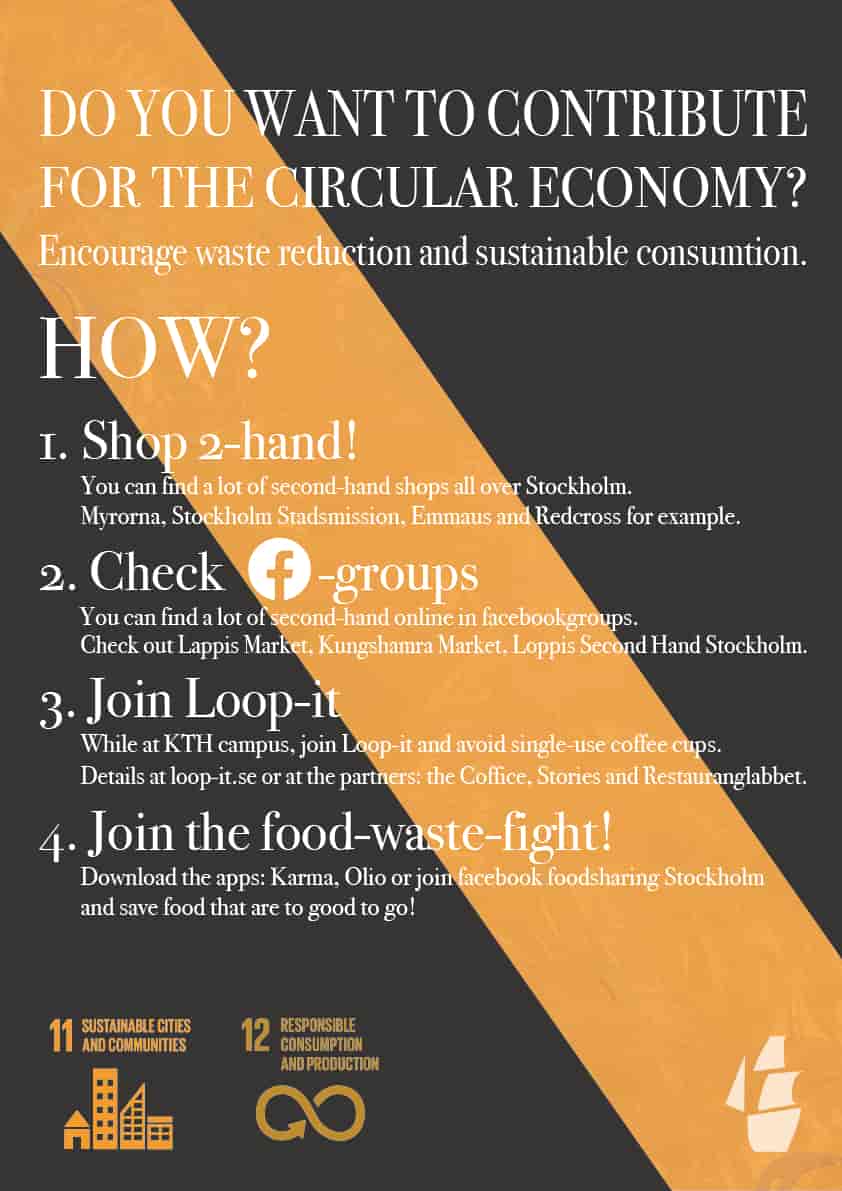 DO YOU WANT TO CONTRIBUTE
FOR THE CIRCULAR ECONOMY?
Encourage waste reduction and sustainable consumtion.
HOW?
1. Shop 2-hand!
You can find a lot of second-hand shops all over Stockholm.
Myrorna, Stockholm Stadsmission, Emmaus and Redcross for example.
2. Check f -groups
You can find a lot of second-hand online in facebookgroups.
Check out Lappis Market, Kungshamra Market, Loppis Second Hand Stockholm.
3. Join Loop-it
While at KTH campus, join Loop-it and avoid single-use coffee cups.
Details at loop-it.se or at the partners: the Coffice, Stories and Restauranglabbet.
4. Join the food-waste-fight!
Download the apps: Karma, Olio or join facebook foodsharing Stockholm
and save food that are to good to go!
11 SUSTAINABLE CITIES
AND COMMUNITIES
12 RESPONSIBLE
CONSUMPTION
AND PRODUCTION